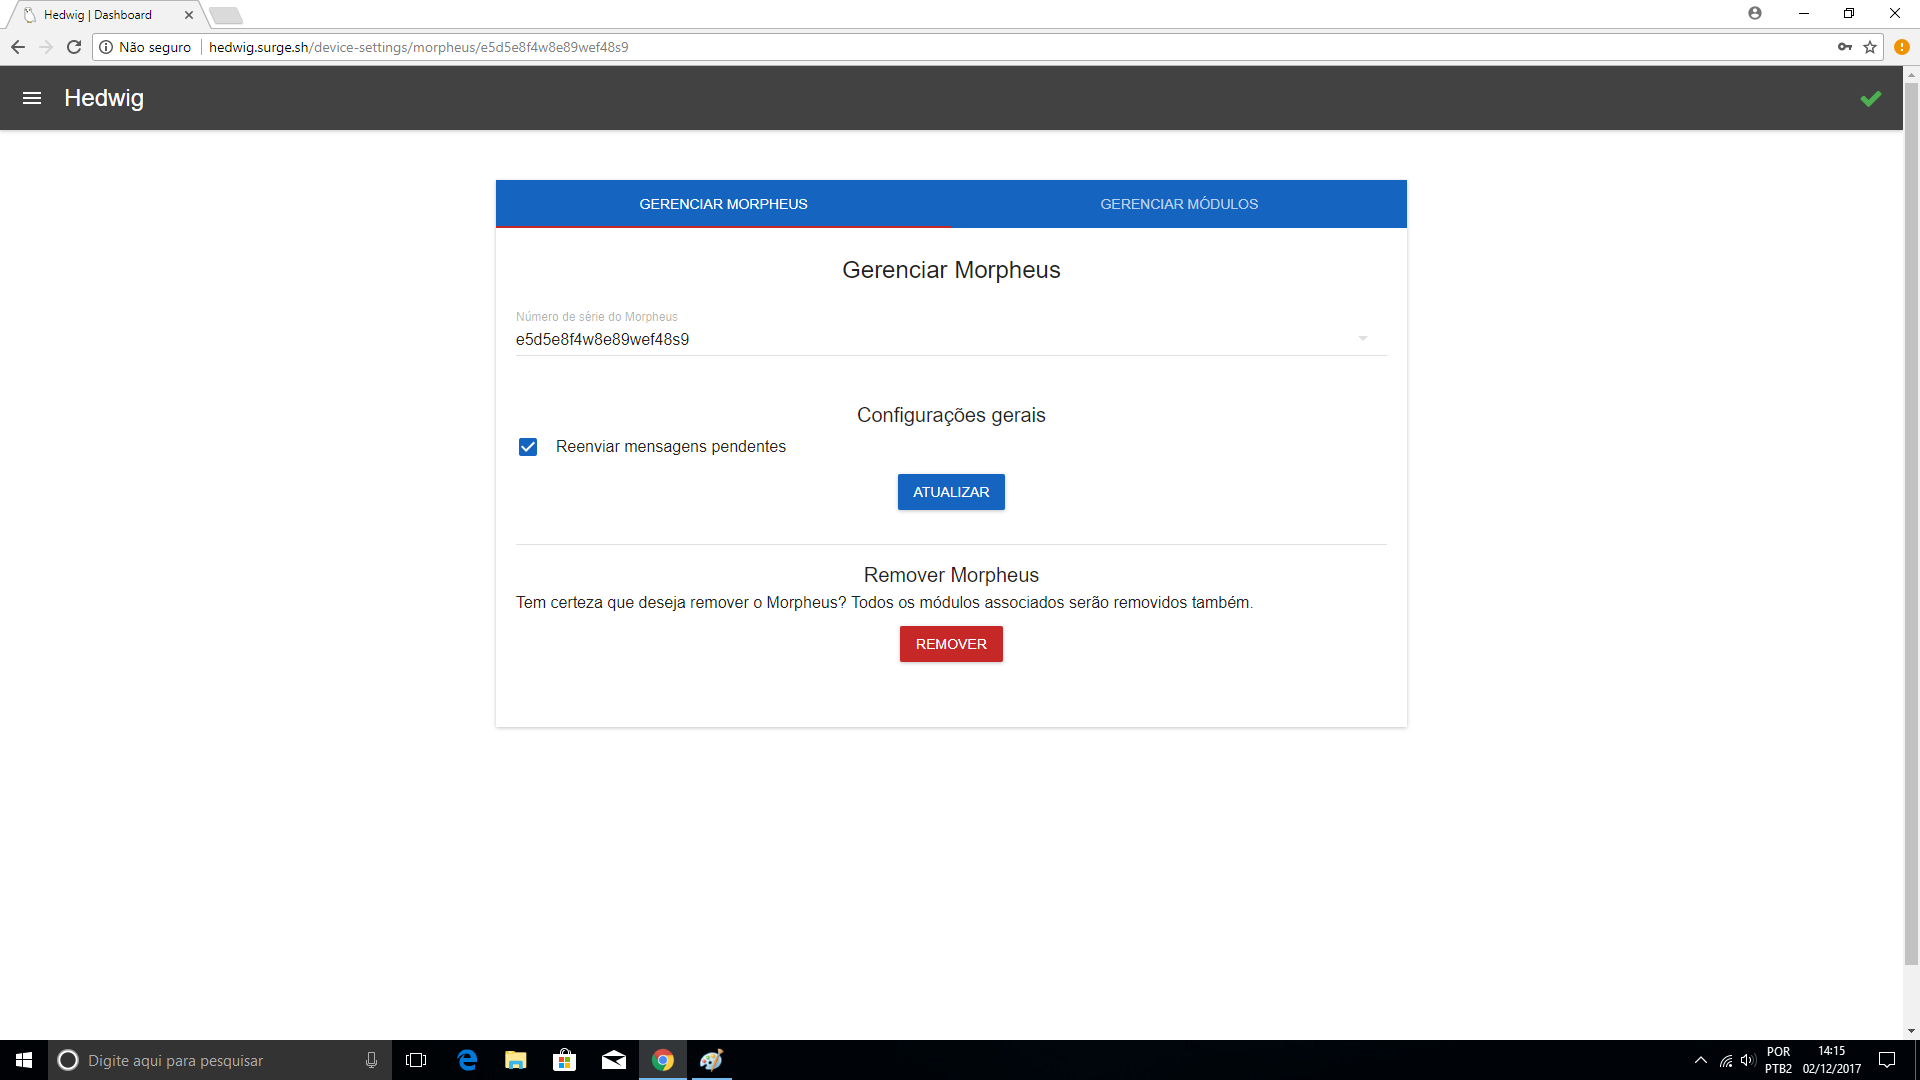 Hedwig | Dashboard
Não seguro
hedwig.surge.sh/device-settings/morpheus/e5d5e8f4w8e89wef48s9
Hedwig
GERENCIAR MORPHEUS
GERENCIAR MÓDULOS
Gerenciar Morpheus
Número de série do Morpheus
e5d5e8f4w8e89wef48s9
Configurações gerais
Reenviar mensagens pendentes
ATUALIZAR
Remover Morpheus
Tem certeza que deseja remover o Morpheus? Todos os módulos associados serão removidos também.
REMOVER
Digite aqui para pesquisar
POR
PTB2
14:15
02/12/2017